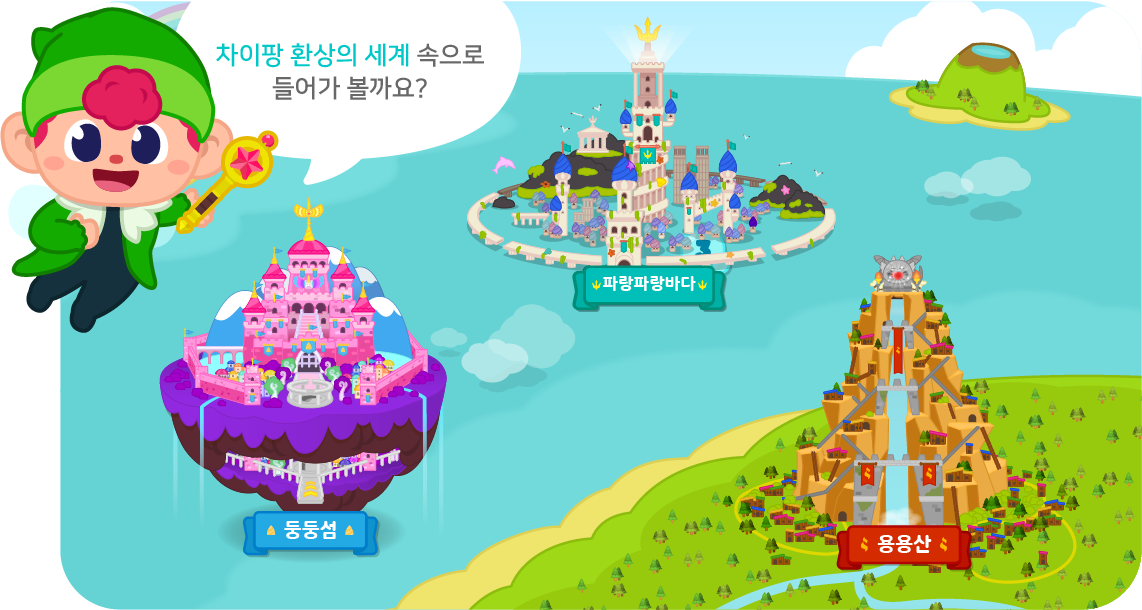 차이팡 환상의 세계 속으로
들어가 볼까요?
파랑파랑바다
둥둥섬
용용산